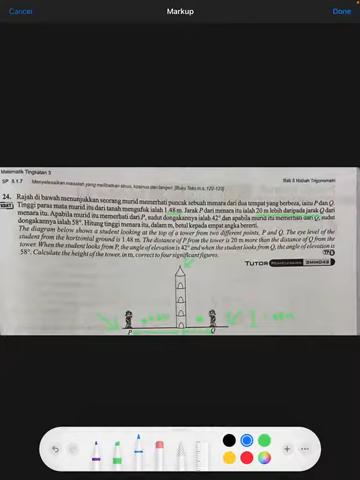 Cancel Markup Done
Matematik Tingkatan 3 Bab 5 Nisbah Trigonometri
SP 5.1.7 Menyelesaikan masalah yang melibatkan sinus, kosinus dan tangen. [Buku Teks m.s. 122-123]
24. Rajah di bawah menunjukkan seorang murid memerhati puncak sebuah menara dari dua tempat yang berbeza, iaitu P dan Q.
KBAT Tinggi paras mata murid itu dari tanah mengufuk ialah 1.48 m. Jarak P dari menara itu ialah 20 m lebih daripada jarak Q dari
menara itu. Apabila murid itu memerhati dari P, sudut dongakannya ialah 42° dan apabila murid itu memerhati dari Q, sudut
dongakannya ialah 58°. Hitung tinggi menara itu, dalam m, betul kepada empat angka bererti.
The diagram below shows a student looking at the top of a tower from two different points, P and Q. The eye level of the
student from the horizontal ground is 1.48 m. The distance of P from the tower is 20 m more than the distance of Q from the
tower. When the student looks from P, the angle of elevation is 42° and when the student looks from Q, the angle of elevation is
58°. Calculate the height of the tower, in m, correct to four significant figures.
TUTOR
P Q